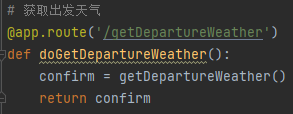 # 获取出发天气
@app.route('/getDepartureWeather')
def doGetDepartureWeather():
    confirm = getDepartureWeather()
    return confirm